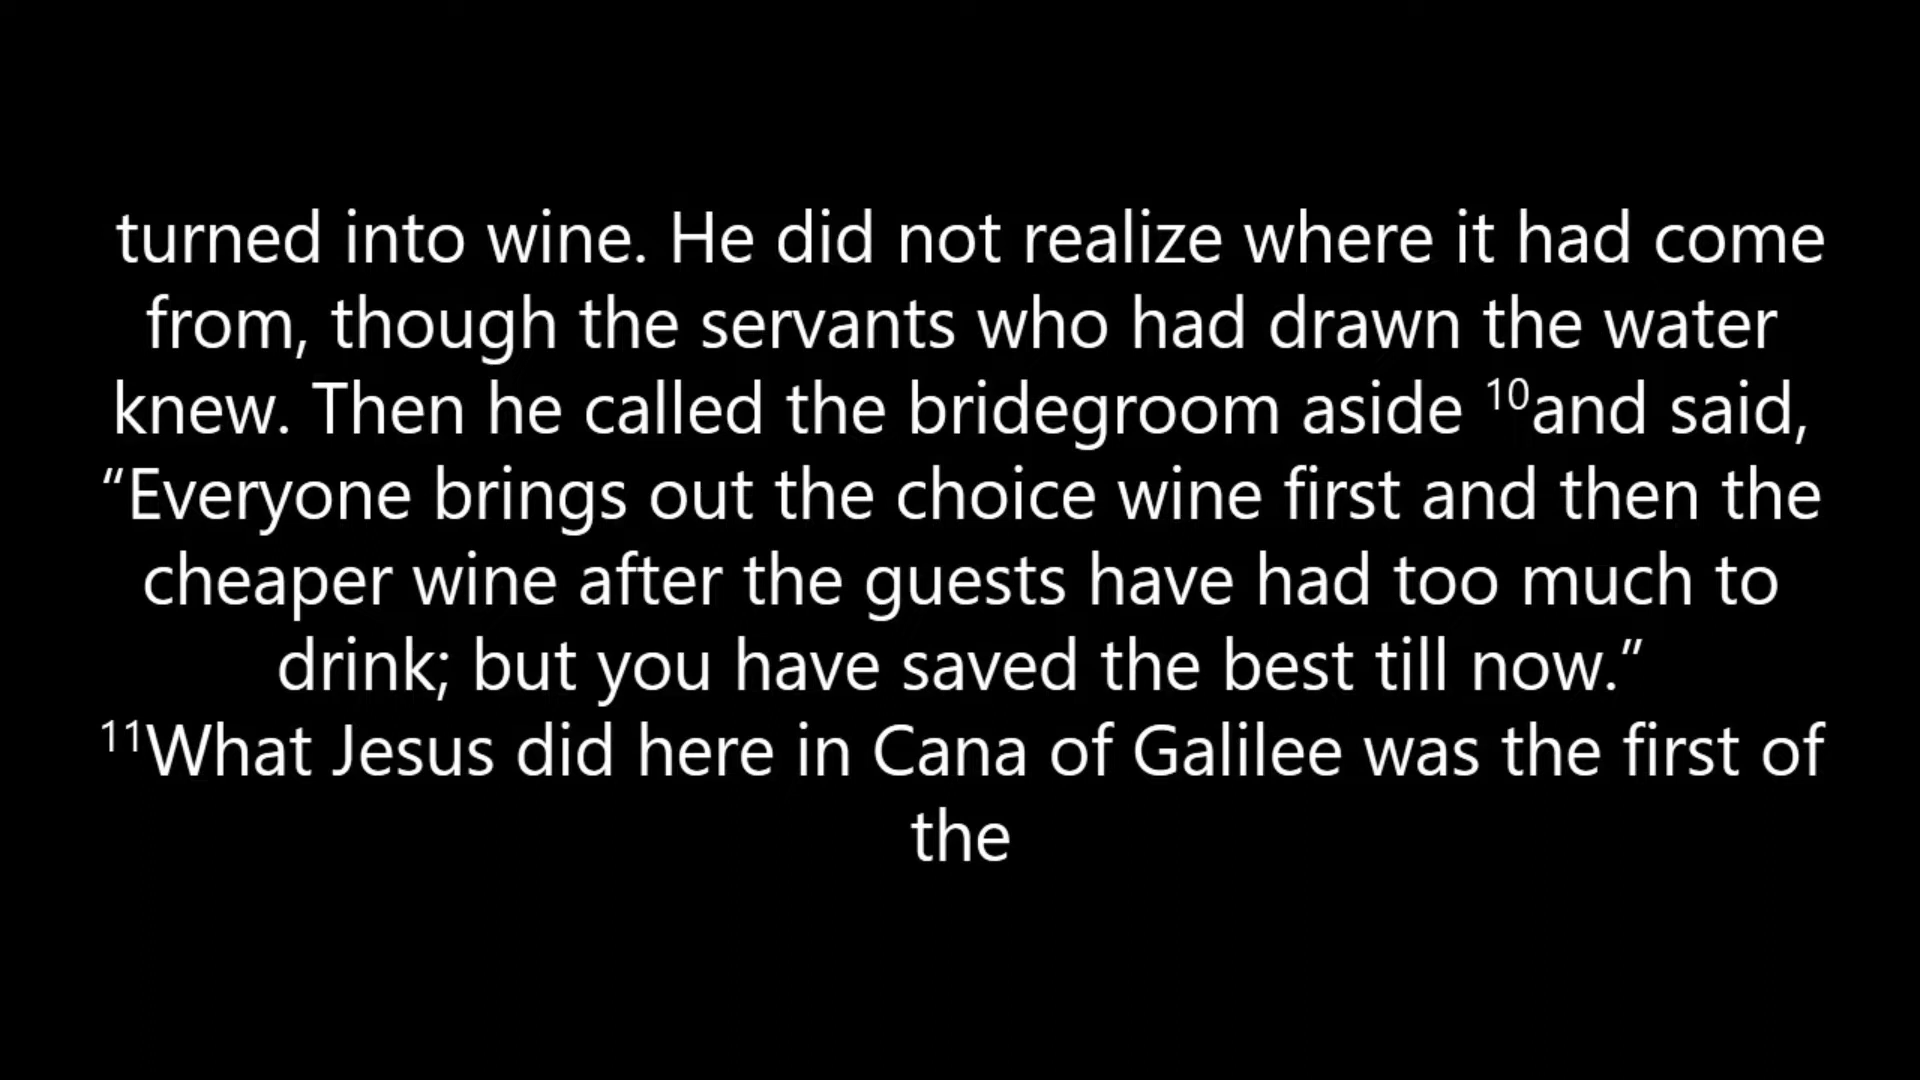 turned into wine. He did not realize where it had come
from, though the servants who had drawn the water
knew. Then he called the bridegroom aside ¹⁰and said,
“Everyone brings out the choice wine first and then the
cheaper wine after the guests have had too much to
drink; but you have saved the best till now.”
¹¹What Jesus did here in Cana of Galilee was the first of
the